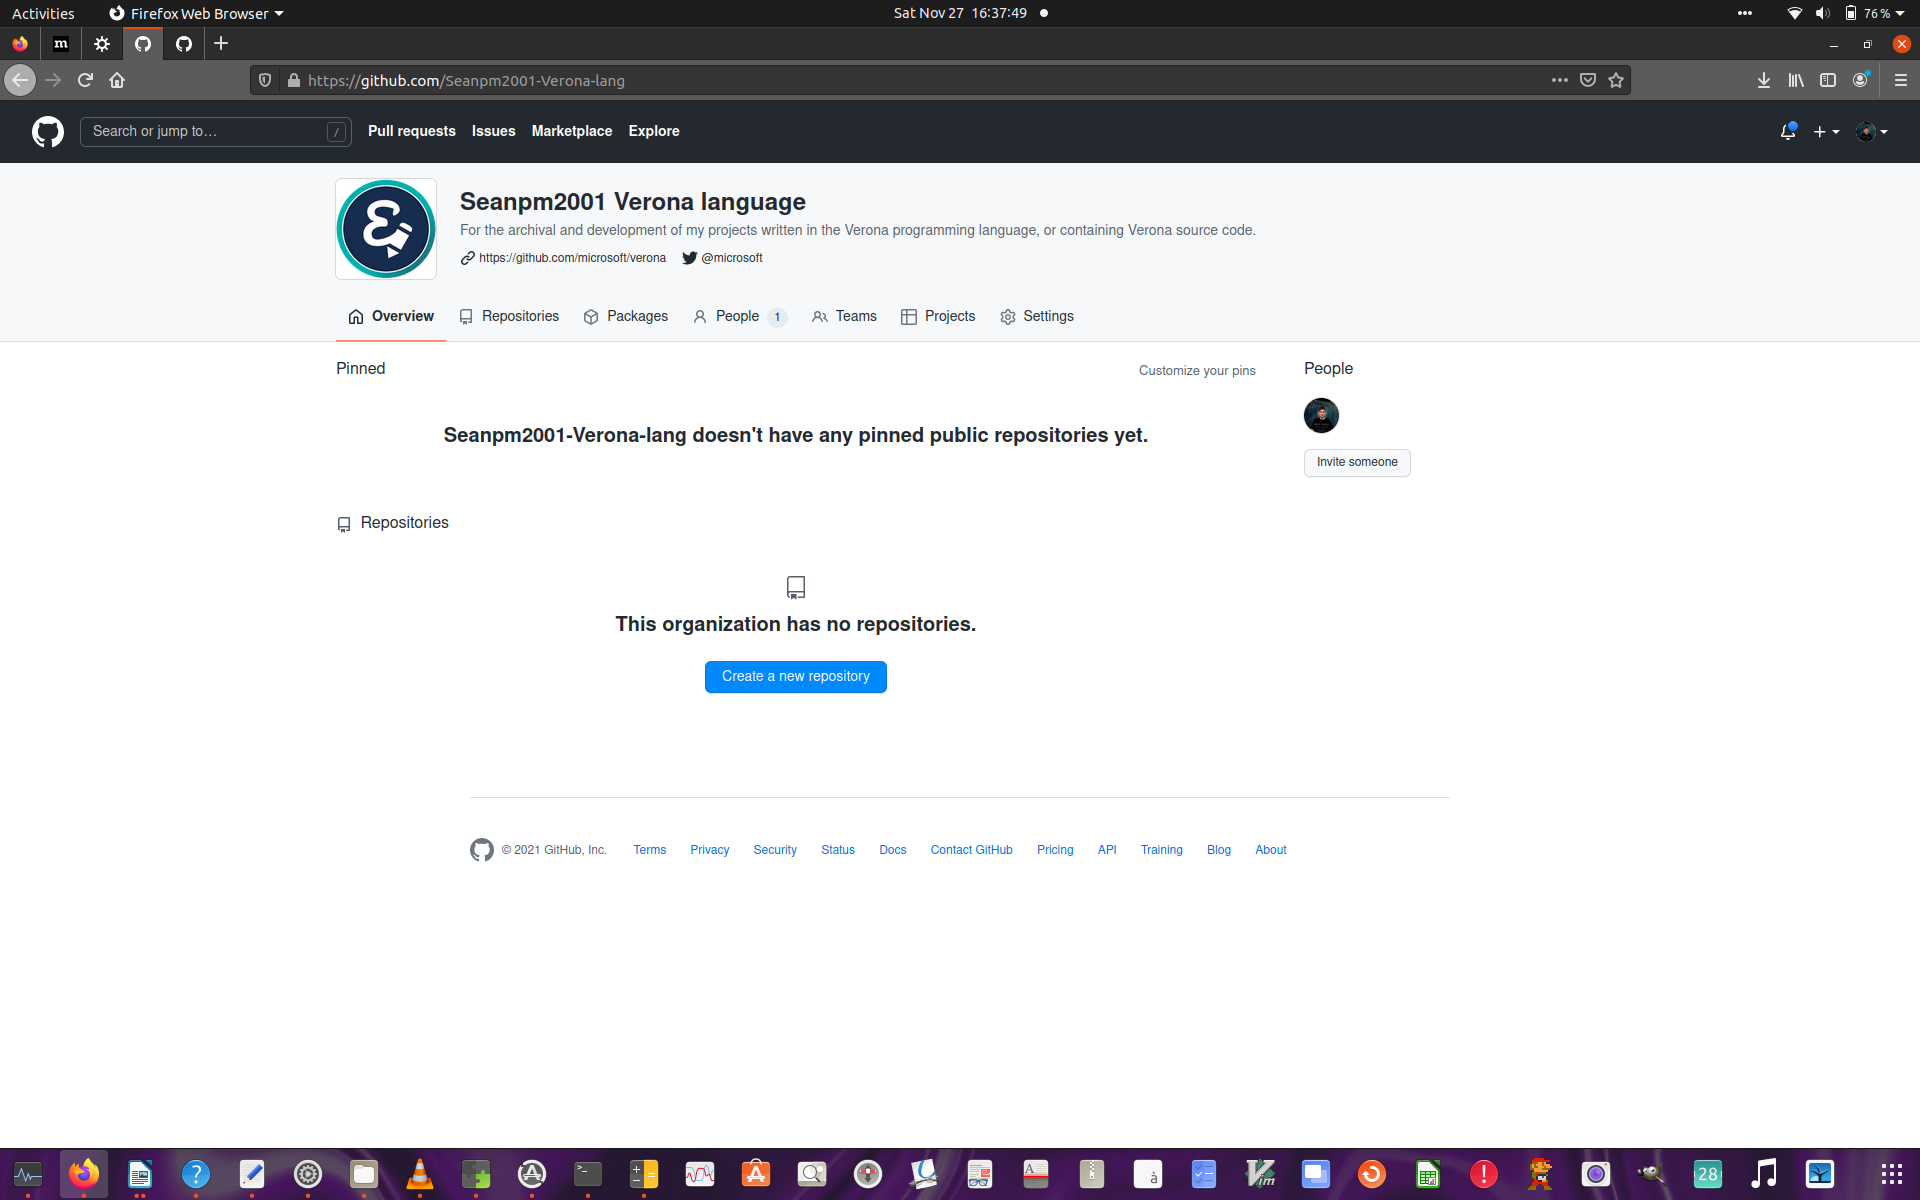 Activities Firefox Web Browser Sat Nov 27 16:37:49 76 %
m
https://github.com/Seanpm2001-Verona-lang
Search or jump to… / Pull requests Issues Marketplace Explore
Seanpm2001 Verona language
For the archival and development of my projects written in the Verona programming language, or containing Verona source code.
https://github.com/microsoft/verona @microsoft
Overview Repositories Packages People 1 Teams Projects Settings
Pinned Customize your pins People
Seanpm2001-Verona-lang doesn't have any pinned public repositories yet.
Invite someone
Repositories
This organization has no repositories.
Create a new repository
© 2021 GitHub, Inc. Terms Privacy Security Status Docs Contact GitHub Pricing API Training Blog About
28